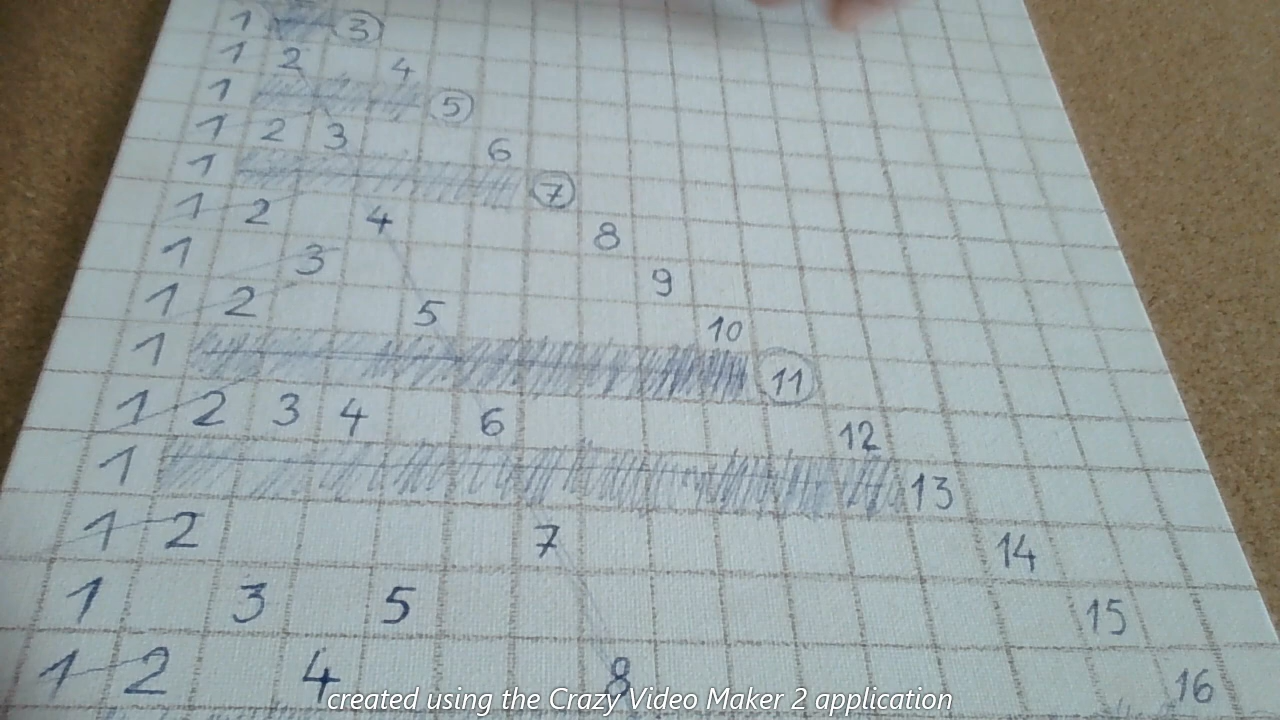 1 3
1 2 4
1 5
1 2 3 6
1 7
1 2 4 8
1 3 9
1 2 5 10
1 11
1 2 3 4 6 12
1 13
1 2 7 14
1 3 5 15
1 2 4 8 16
created using the Crazy Video Maker 2 application